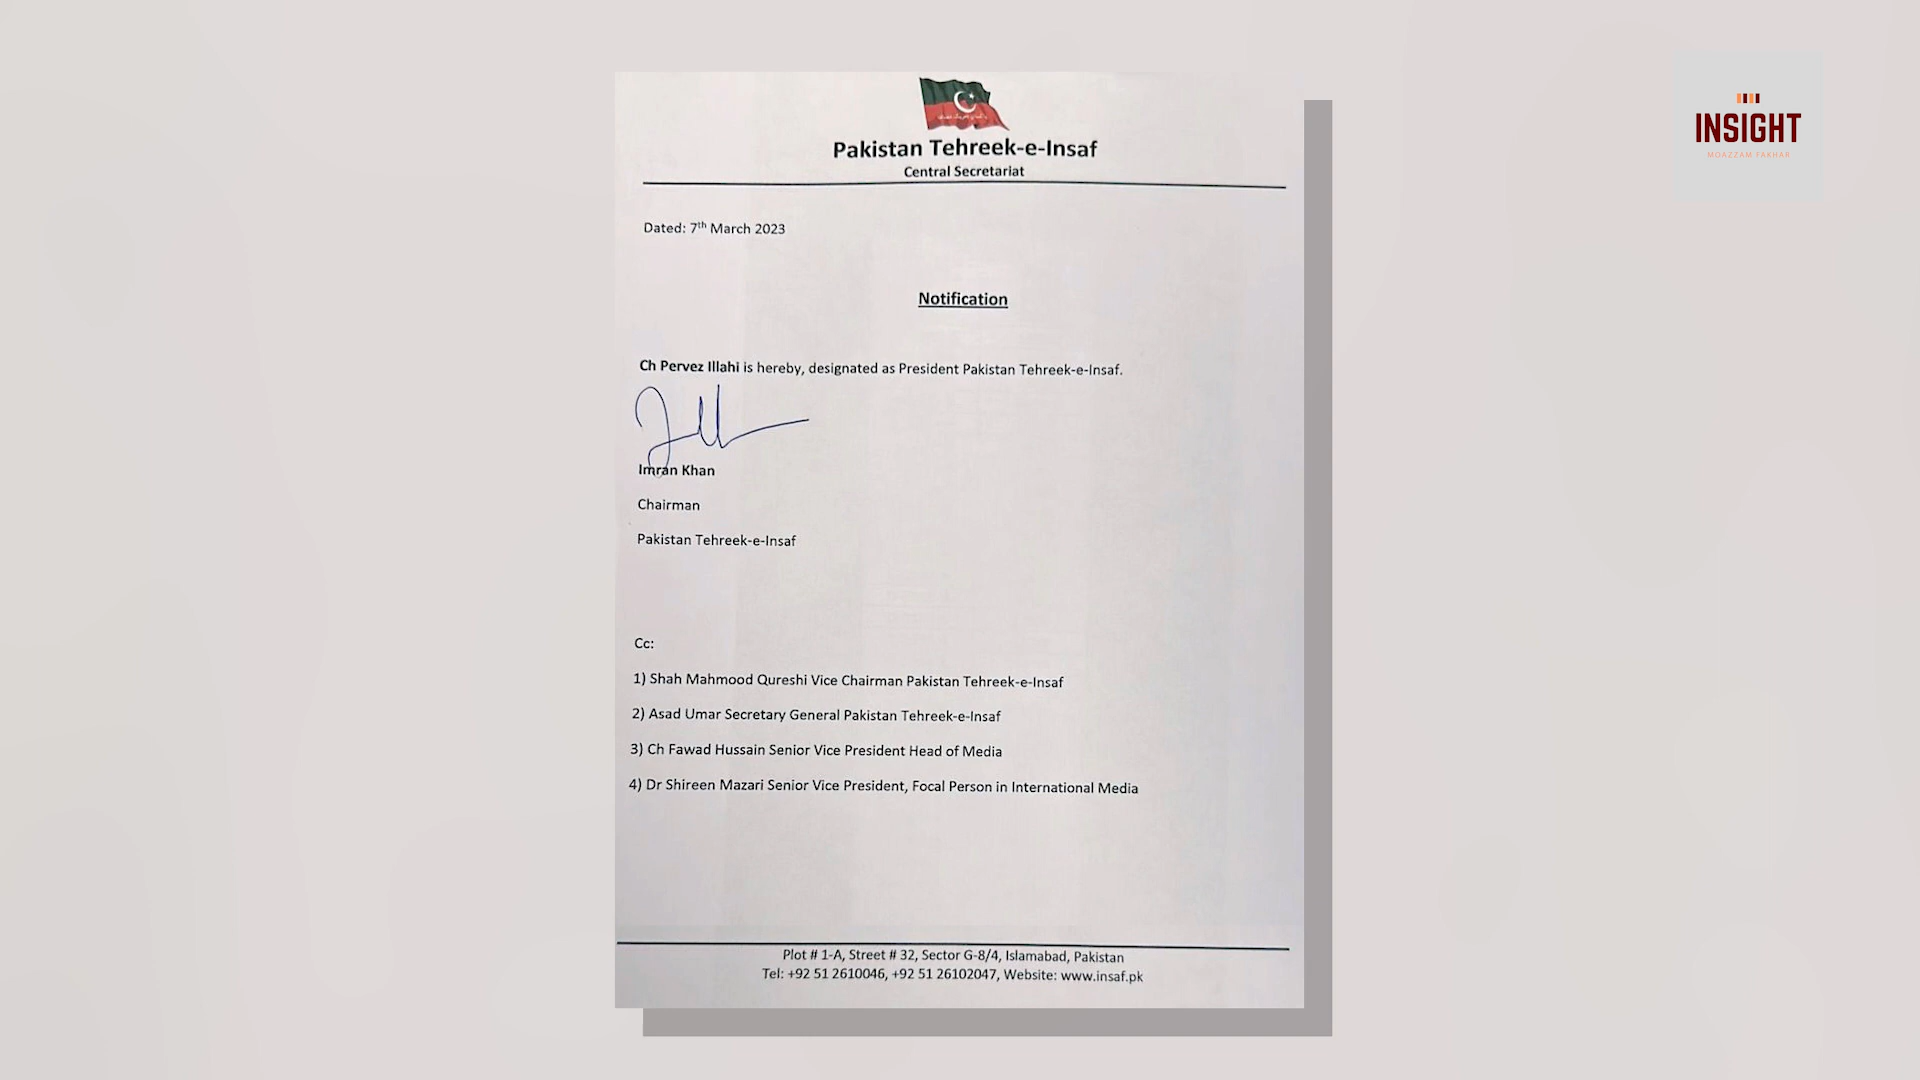 Pakistan Tehreek-e-Insaf
Central Secretariat
Dated: 7th March 2023
Notification
Ch Pervez Illahi is hereby, designated as President Pakistan Tehreek-e-Insaf.
Imran Khan
Chairman
Pakistan Tehreek-e-Insaf
Cc:
1) Shah Mahmood Qureshi Vice Chairman Pakistan Tehreek-e-Insaf
2) Asad Umar Secretary General Pakistan Tehreek-e-Insaf
3) Ch Fawad Hussain Senior Vice President Head of Media
4) Dr Shireen Mazari Senior Vice President, Focal Person in International Media
Plot # 1-A, Street # 32, Sector G-8/4, Islamabad, Pakistan
Tel: +92 51 2610046, +92 51 26102047, Website: www.insaf.pk
INSIGHT
MOAZZAM FAKHAR